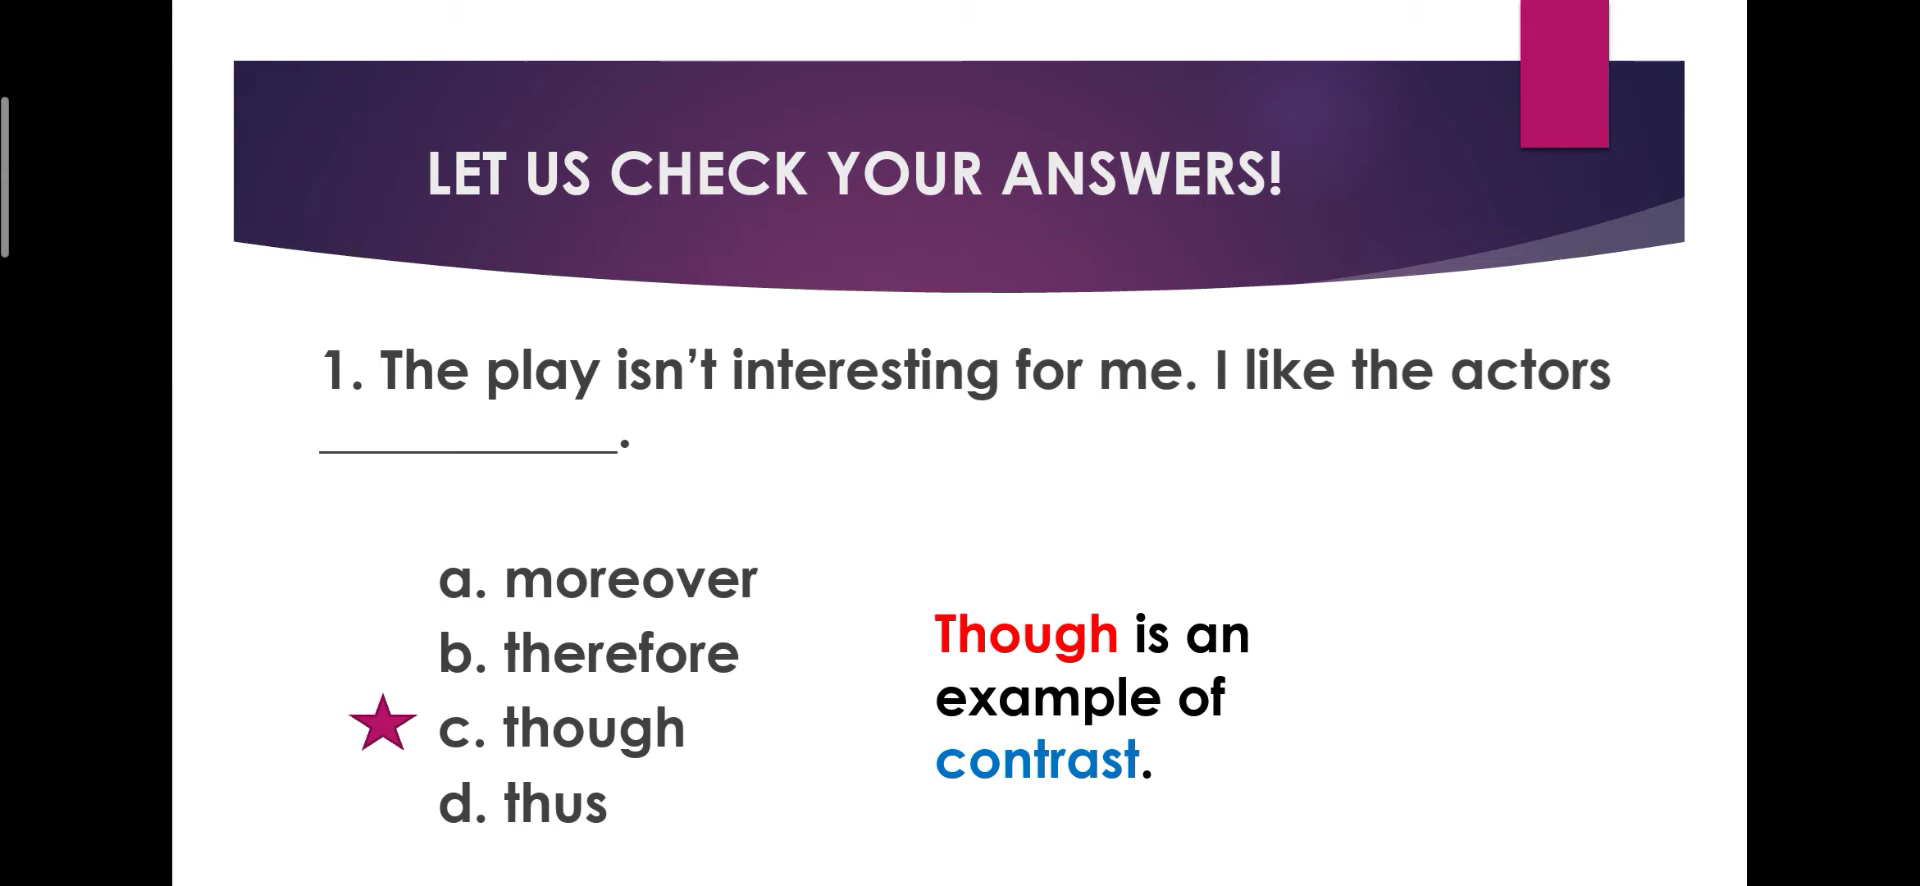 LET US CHECK YOUR ANSWERS!
1. The play isn’t interesting for me. I like the actors
___________.
a. moreover
b. therefore
c. though
d. thus
Though is an
example of
contrast.